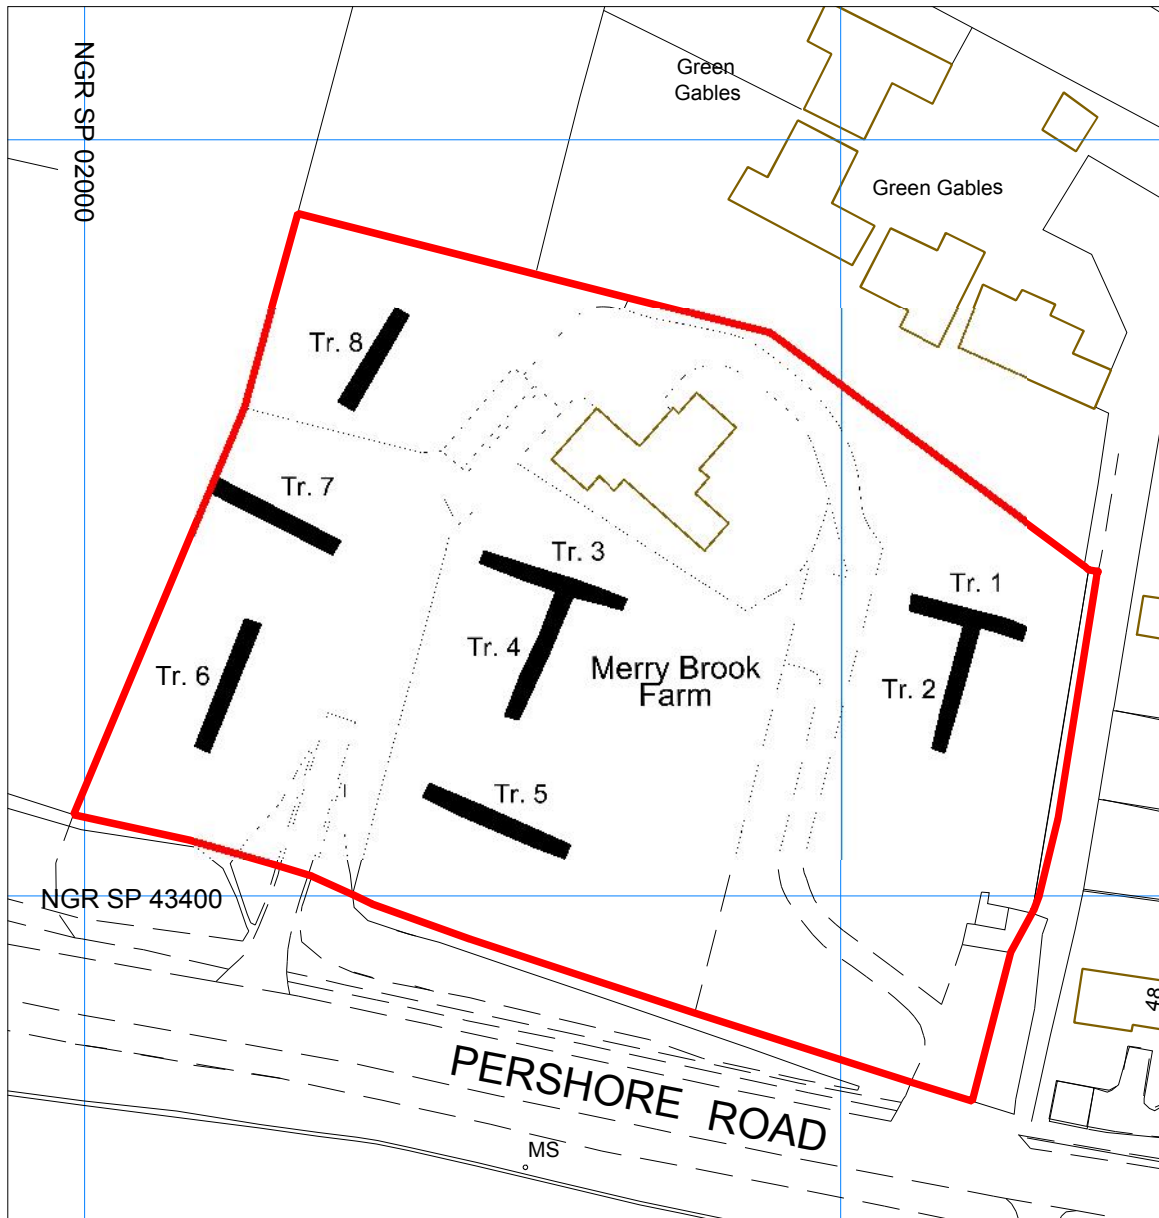 Green
Gables
NGR SP 02000
Green Gables
Tr. 8
Tr. 7
Tr. 3
Tr. 1
Tr. 4
Tr. 6
Merry Brook
Farm
Tr. 2
Tr. 5
NGR SP 43400
48
PERSHORE ROAD
MS